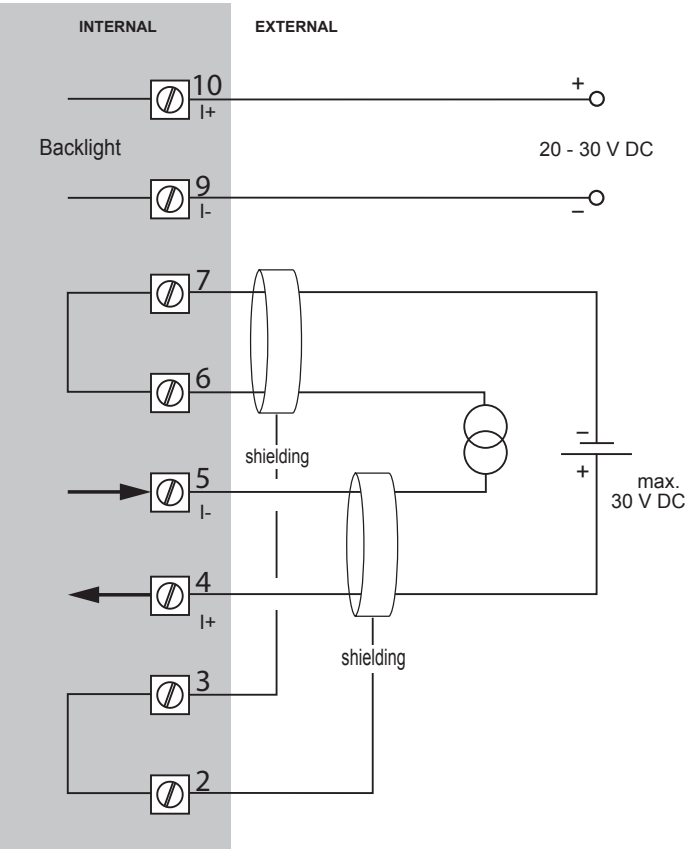 INTERNAL
EXTERNAL
10
I+
+
Backlight
20 - 30 V DC
9
I-
–
7
6
shielding
–
+
5
I-
max.
30 V DC
4
I+
shielding
3
2